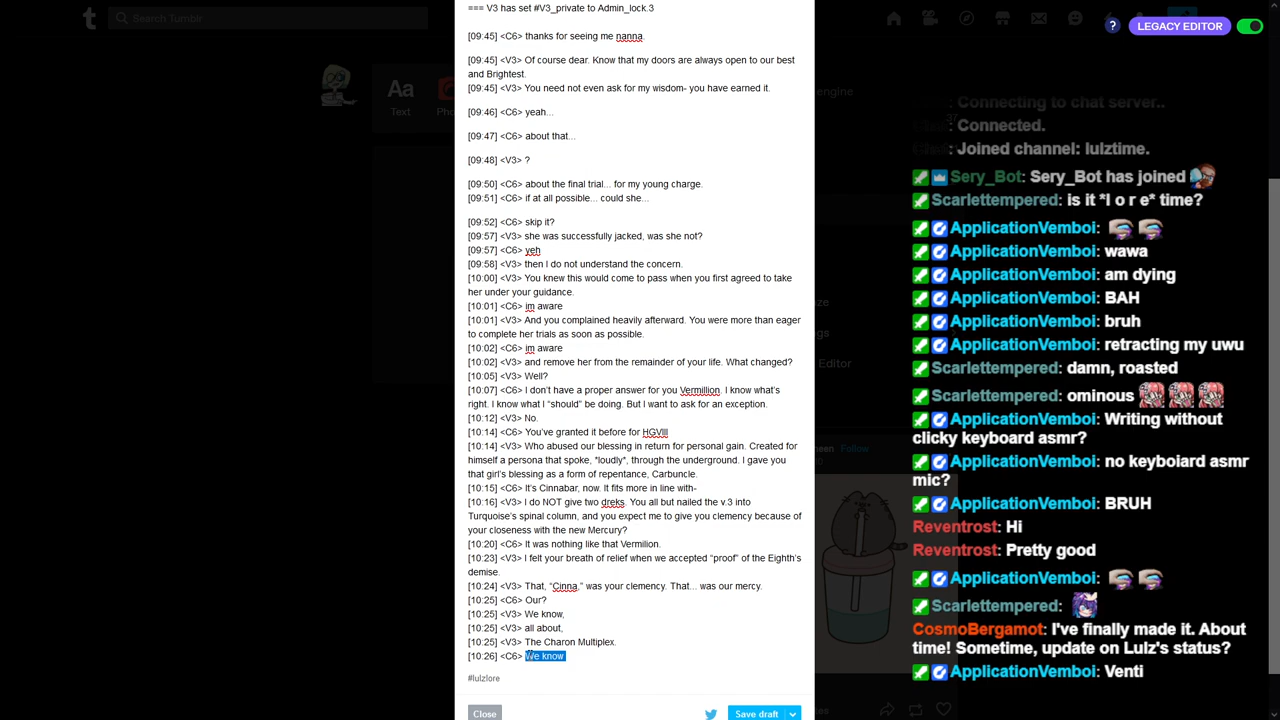 === V3 has set #V3_private to Admin_lock.3
Search Tumblr
LEGACY EDITOR
?
[09:45] <C6> thanks for seeing me nanna.
[09:45] <V3> Of course dear. Know that my doors are always open to our best
and Brightest.
[09:45] <V3> You need not even ask for my wisdom- you have earned it.
[09:46] <C6> yeah...
[09:47] <C6> about that...
[09:48] <V3> ?
[09:50] <C6> about the final trial... for my young charge.
[09:51] <C6> if at all possible... could she...
[09:52] <C6> skip it?
[09:57] <V3> she was successfully jacked, was she not?
[09:57] <C6> yeh
[09:58] <V3> then I do not understand the concern.
[10:00] <V3> You knew this would come to pass when you first agreed to take
her under your guidance.
[10:01] <C6> im aware
[10:01] <V3> And you complained heavily afterward. You were more than eager
to complete her trials as soon as possible.
[10:02] <C6> im aware
[10:02] <V3> and remove her from the remainder of your life. What changed?
[10:05] <V3> Well?
[10:07] <C6> I don't have a proper answer for you Vermillion. I know what's
right. I know what I “should” be doing. But I want to ask for an exception.
[10:12] <V3> No.
[10:14] <C6> You've granted it before for HGVIII
[10:14] <V3> Who abused our blessing in return for personal gain. Created for
himself a persona that spoke, *loudly*, through the underground. I gave you
that girl's blessing as a form of repentance, Carbuncle.
[10:15] <C6> It's Cinnabar, now. It fits more in line with-
[10:16] <V3> I do NOT give two dreks. You all but nailed the v.3 into
Turquoise's spinal column, and you expect me to give you clemency because of
your closeness with the new Mercury?
[10:20] <C6> It was nothing like that Vermilion.
[10:23] <V3> I felt your breath of relief when we accepted “proof” of the Eighth's
demise.
[10:24] <V3> That, “Cinna,” was your clemency. That... was our mercy.
[10:25] <C6> Our?
[10:25] <V3> We know,
[10:25] <V3> all about,
[10:25] <V3> The Charon Multiplex.
[10:26] <C6> We know
#lulzlore
Close
Save draft
Aa
Text
engine
Editor
Follow
Connecting to chat server..
: Connected.
: Joined channel: lulztime.
Sery_Bot: Sery_Bot has joined
Scarlettempered: is it *l o r e* time?
ApplicationVemboi:
ApplicationVemboi: wawa
ApplicationVemboi: am dying
ApplicationVemboi: BAH
ApplicationVemboi: bruh
ApplicationVemboi: retracting my uwu
Scarlettempered: damn, roasted
Scarlettempered: ominous
ApplicationVemboi: Writing without
clicky keyboard asmr?
ApplicationVemboi: no keyboiard asmr
mic?
ApplicationVemboi: BRUH
Reventrost: Hi
Reventrost: Pretty good
ApplicationVemboi:
Scarlettempered:
CosmoBergamot: I've finally made it. About
time! Sometime, update on Lulz's status?
ApplicationVemboi: Venti